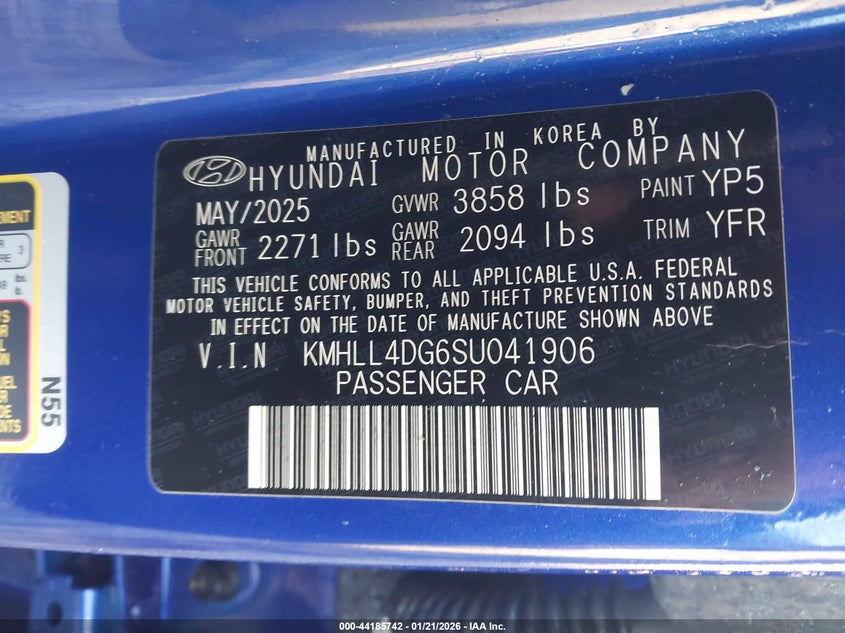 MANUFACTURED IN KOREA BY
HYUNDAI MOTOR COMPANY
MAY/2025 GVWR 3858 lbs PAINT YP5
GAWR FRONT 2271 lbs GAWR REAR 2094 lbs TRIM YFR
THIS VEHICLE CONFORMS TO ALL APPLICABLE U.S.A. FEDERAL
MOTOR VEHICLE SAFETY, BUMPER, AND THEFT PREVENTION STANDARDS
IN EFFECT ON THE DATE OF MANUFACTURE SHOWN ABOVE
V.I.N KMHLL4DG6SU041906
PASSENGER CAR
N55
3
lbs.
000-44185742 / 01/21/2026 - IAA Inc.